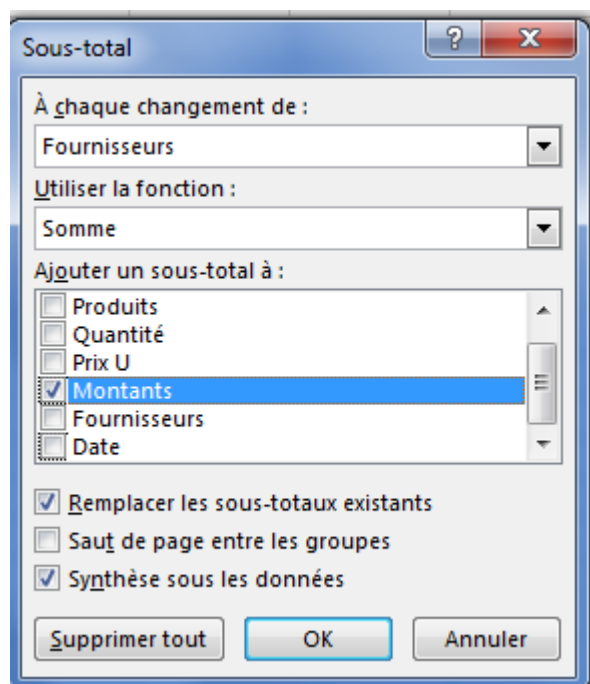 Sous-total
À chaque changement de :
Fournisseurs
Utiliser la fonction :
Somme
Ajouter un sous-total à :
Produits
Quantité
Prix U
Montants
Fournisseurs
Date
Remplacer les sous-totaux existants
Saut de page entre les groupes
Synthèse sous les données
Supprimer tout OK Annuler